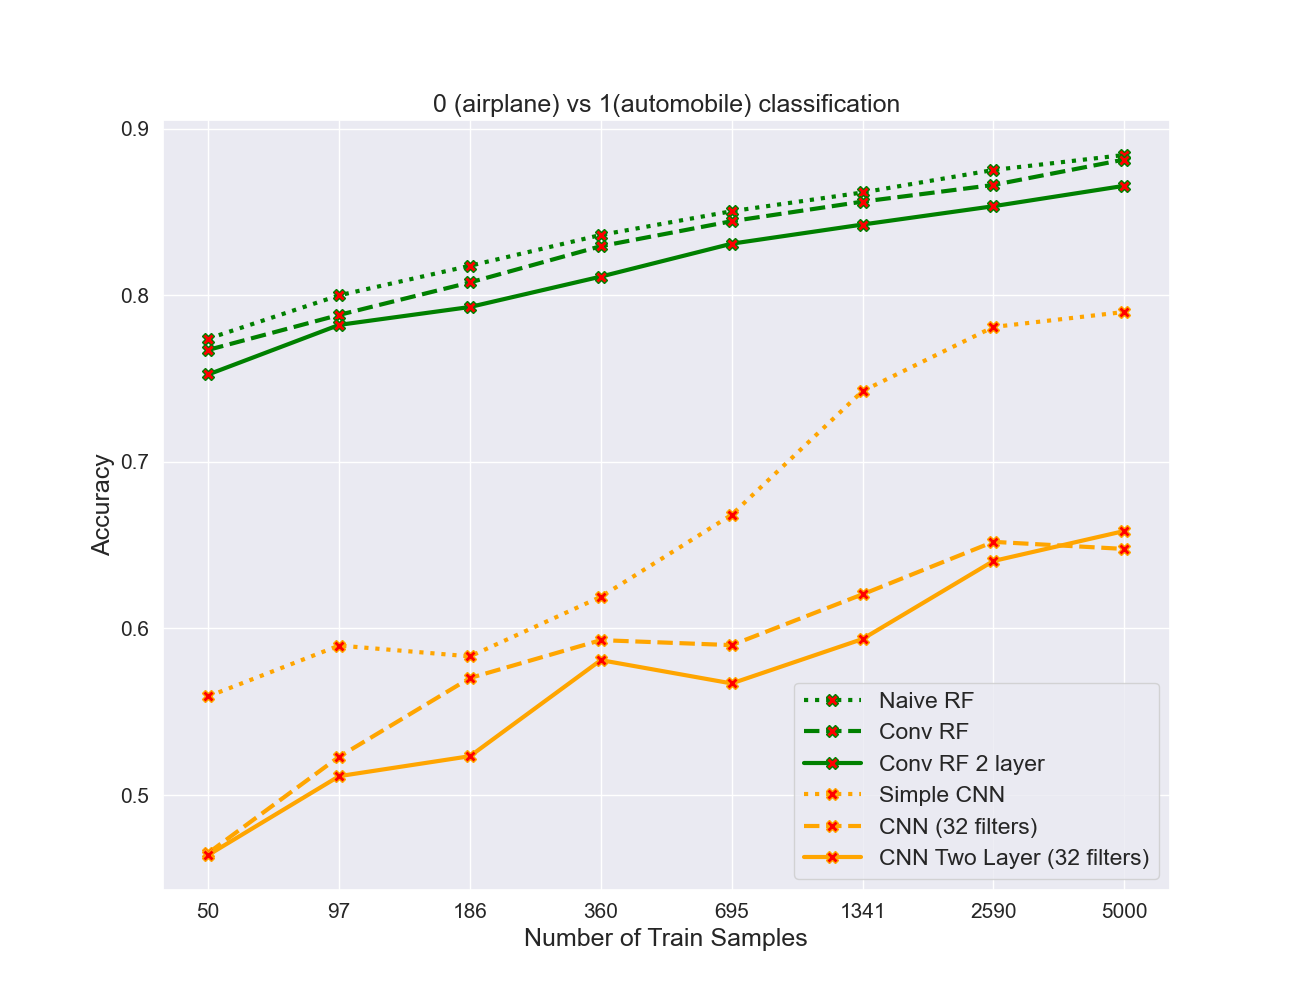 0 (airplane) vs 1(automobile) classification
0.9
0.8
0.7
0.6
0.5
Accuracy
50 97 186 360 695 1341 2590 5000
Number of Train Samples
Naive RF
Conv RF
Conv RF 2 layer
Simple CNN
CNN (32 filters)
CNN Two Layer (32 filters)